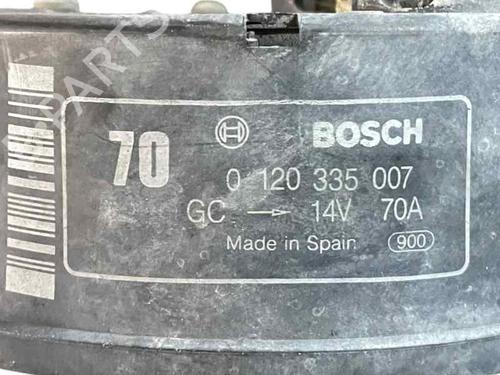 PARTS
70 BOSCH
0 120 335 007
GC → 14V 70A
Made in Spain 900